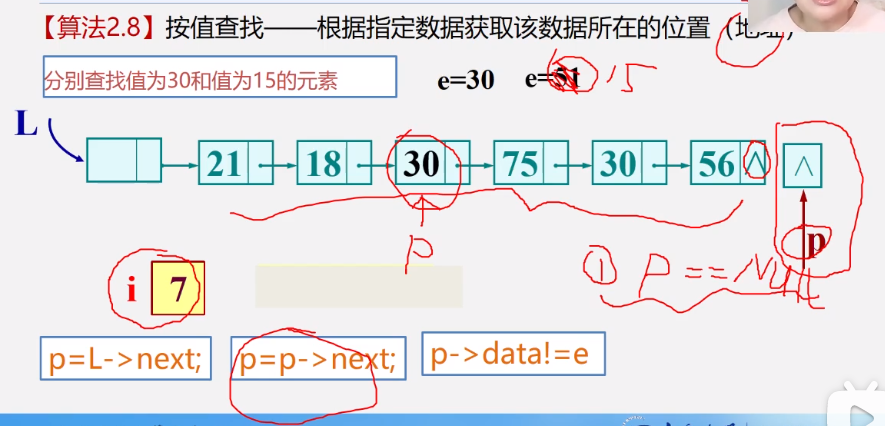 【算法2.8】按值查找——根据指定数据获取该数据所在的位置（地址）
分别查找值为30和值为15的元素 e=30 e=51 15
L
21 18 30 75 30 56 ∧ ∧
P p
① P==NULL
i 7
p=L->next; p=p->next; p->data!=e